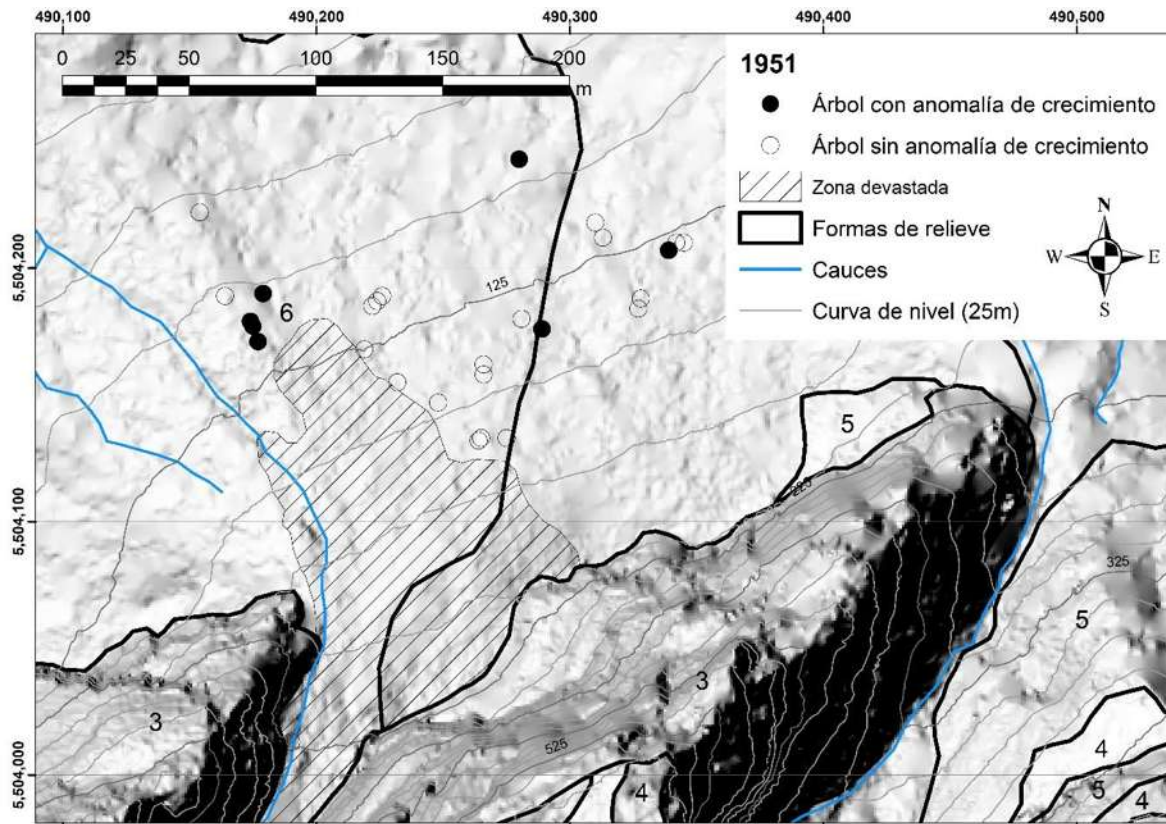 490,100 490,200 490,300 490,400 490,500
0 25 50 100 150 200
m
1951
Árbol con anomalía de crecimiento
Árbol sin anomalía de crecimiento
Zona devastada
Formas de relieve
Cauces
Curva de nivel (25m)
N
W E
S
5,504,200
125
6
5
5,504,100
225
325
5
3
3
525
4
5,504,000
4
5
4